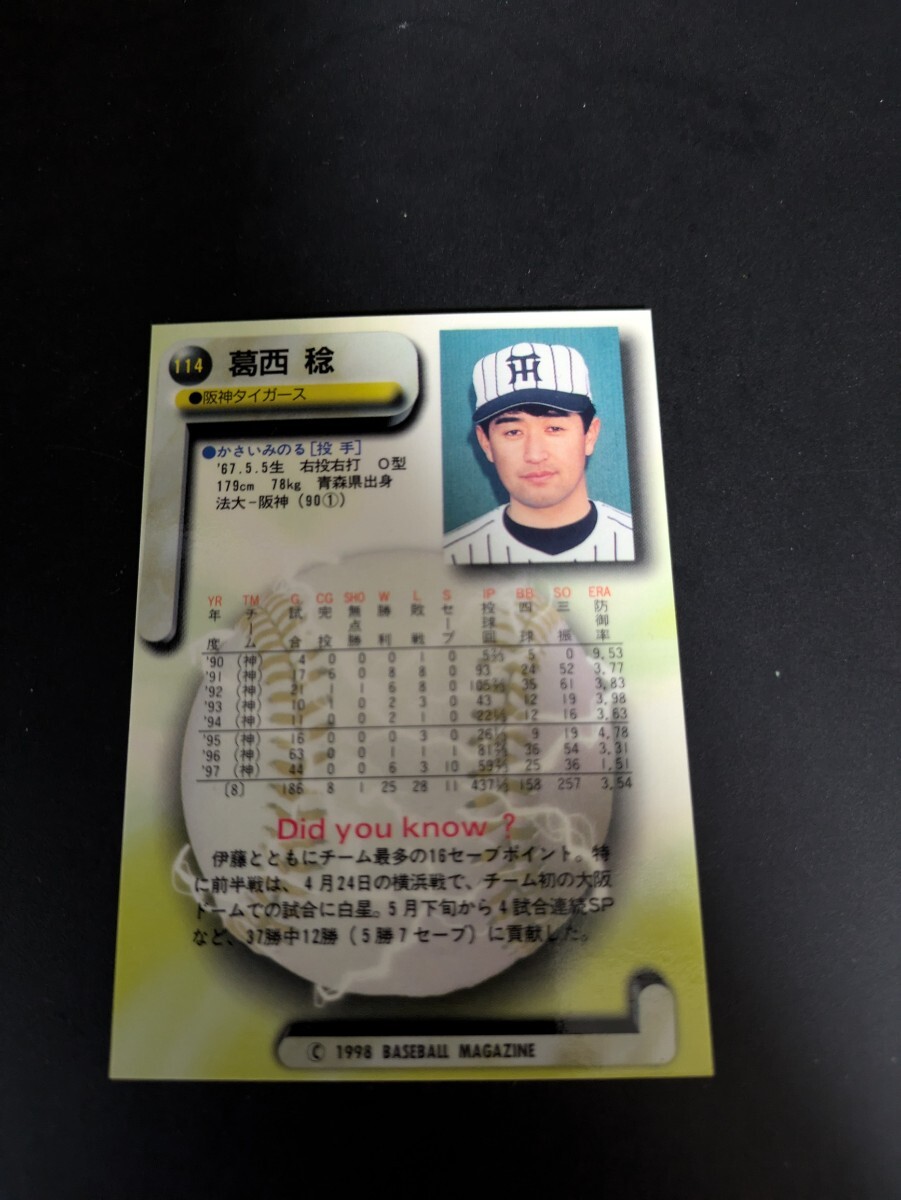 114 葛西 稔
●阪神タイガース
●かさいみのる[投手]
'67.5.5生 右投右打 O型
179cm 78kg 青森県出身
法大-阪神(90①)
YR TM G CG SHO W L S IP BB SO ERA
年度 チーム 試合 完投 無点勝 勝利 敗戦 セーブ 投球回 四球 三振 防御率
'90 (神) 4 0 0 0 1 0 5 5 0 9.53
'91 (神) 17 6 0 8 8 0 93 24 52 3.77
'92 (神) 21 1 1 6 8 0 105 35 61 3.83
'93 (神) 10 1 0 2 3 0 43 12 19 3.98
'94 (神) 11 0 0 2 1 0 22 12 16 3.63
'95 (神) 16 0 0 0 3 0 26 9 19 4.78
'96 (神) 63 0 0 1 1 1 81 36 54 3.31
'97 (神) 44 0 0 6 3 10 59 25 36 1.51
[8] 186 8 1 25 28 11 437 158 257 3.54
Did you know ?
伊藤とともにチーム最多の16セーブポイント。特
に前半戦は、4月24日の横浜戦で、チーム初の大阪
ドームでの試合に白星。5月下旬から4試合連続SP
など、37勝中12勝(5勝7セーブ)に貢献した。
© 1998 BASEBALL MAGAZINE